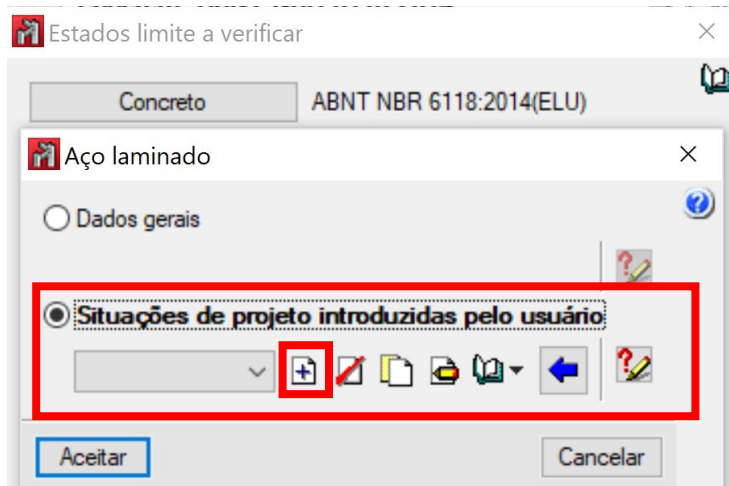 Estados limite a verificar
Concreto ABNT NBR 6118:2014(ELU)
Aço laminado
Dados gerais
Situações de projeto introduzidas pelo usuário
Aceitar Cancelar